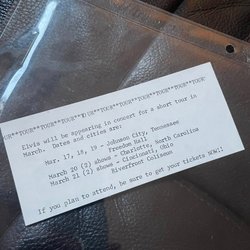 UR**TOUR**TOUR**TOUR**TOUR**TOUR**TOUR**TOUR**TOUR**TOUR**TOUR*
Elvis will be appearing in concert for a short tour in
March. Dates and cities are:
Mar. 17, 18, 19 - Johnson City, Tennessee
Freedom Hall
March 20 (2) shows - Charlotte, North Carolina
March 21 (2) shows - Cincinati, Ohio
Riverfront Coliseum
If you plan to attend, be sure to get your tickets NOW!!